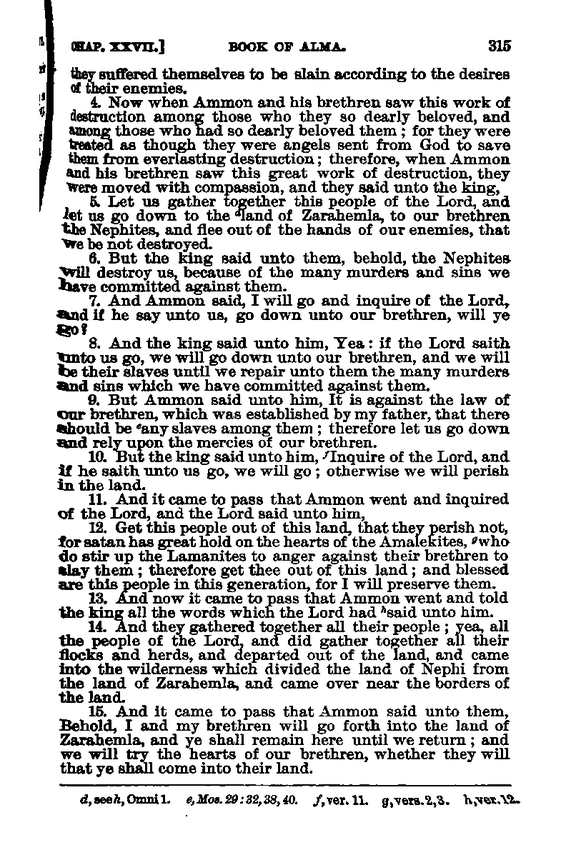 CHAP. XXVII.] BOOK OF ALMA. 315
they suffered themselves to be slain according to the desires
of their enemies.
4. Now when Ammon and his brethren saw this work of
destruction among those who they so dearly beloved, and
among those who had so dearly beloved them ; for they were
treated as though they were angels sent from God to save
them from everlasting destruction ; therefore, when Ammon
and his brethren saw this great work of destruction, they
were moved with compassion, and they said unto the king,
5. Let us gather together this people of the Lord, and
let us go down to the dland of Zarahemla, to our brethren
the Nephites, and flee out of the hands of our enemies, that
we be not destroyed.
6. But the king said unto them, behold, the Nephites
will destroy us, because of the many murders and sins we
have committed against them.
7. And Ammon said, I will go and inquire of the Lord,
and if he say unto us, go down unto our brethren, will ye
go?
8. And the king said unto him, Yea : if the Lord saith
unto us go, we will go down unto our brethren, and we will
be their slaves until we repair unto them the many murders
and sins which we have committed against them.
9. But Ammon said unto him, It is against the law of
our brethren, which was established by my father, that there
should be eany slaves among them ; therefore let us go down
and rely upon the mercies of our brethren.
10. But the king said unto him, fInquire of the Lord, and
if he saith unto us go, we will go ; otherwise we will perish
in the land.
11. And it came to pass that Ammon went and inquired
of the Lord, and the Lord said unto him,
12. Get this people out of this land, that they perish not,
for satan has great hold on the hearts of the Amalekites, gwho
do stir up the Lamanites to anger against their brethren to
slay them ; therefore get thee out of this land ; and blessed
are this people in this generation, for I will preserve them.
13. And now it came to pass that Ammon went and told
the king all the words which the Lord had hsaid unto him.
14. And they gathered together all their people ; yea, all
the people of the Lord, and did gather together all their
flocks and herds, and departed out of the land, and came
into the wilderness which divided the land of Nephi from
the land of Zarahemla, and came over near the borders of
the land.
15. And it came to pass that Ammon said unto them,
Behold, I and my brethren will go forth into the land of
Zarahemla, and ye shall remain here until we return ; and
we will try the hearts of our brethren, whether they will
that ye shall come into their land.
d, see h, Omni 1. e, Mos. 29 : 32, 38, 40. f, ver. 11. g, vers. 2, 3. h, ver. 12.